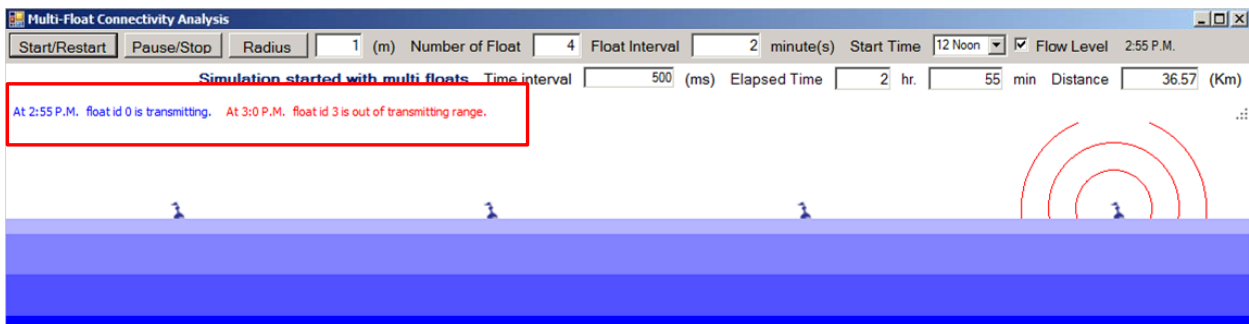 Multi-Float Connectivity Analysis
Start/Restart Pause/Stop Radius 1 (m) Number of Float 4 Float Interval 2 minute(s) Start Time 12 Noon Flow Level 2:55 P.M.
Simulation started with multi floats Time interval 500 (ms) Elapsed Time 2 hr. 55 min Distance 36.57 (Km)
At 2:55 P.M. float id 0 is transmitting. At 3:0 P.M. float id 3 is out of transmitting range.